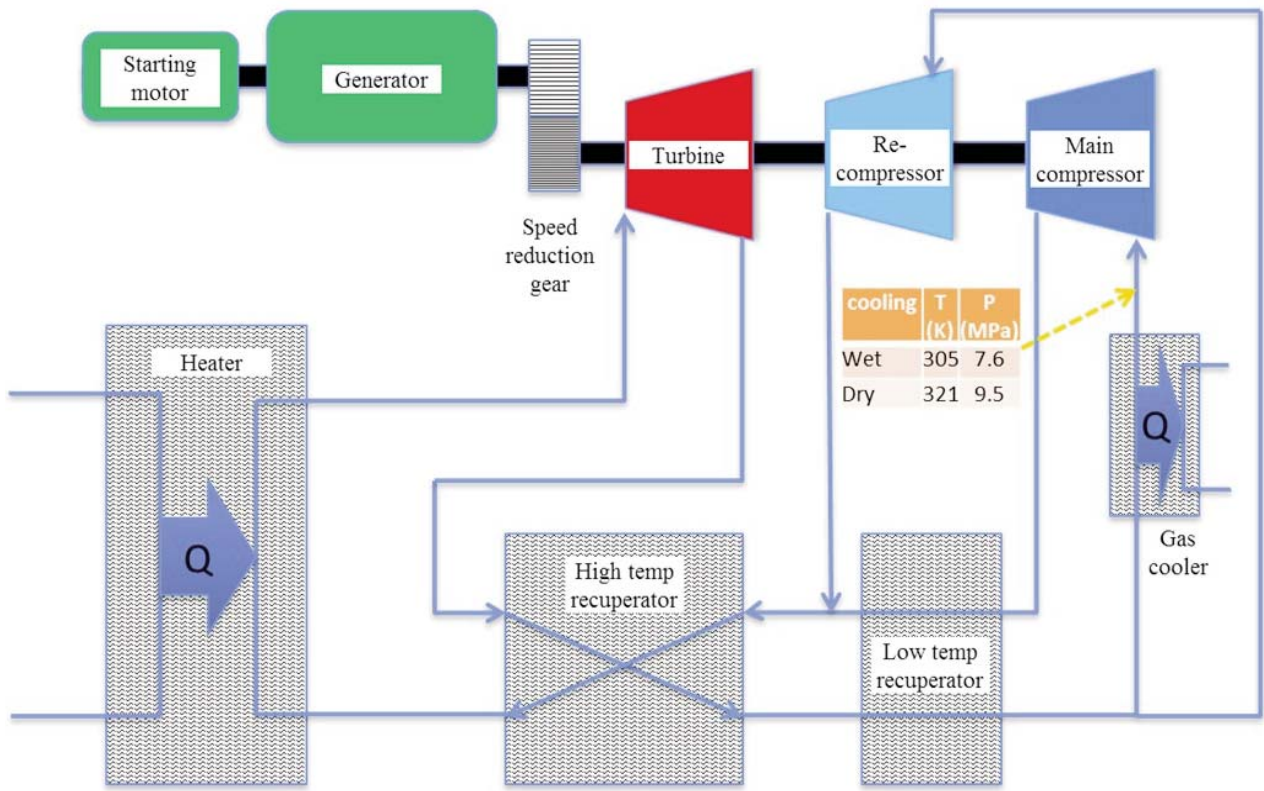 Starting
motor
Generator
Speed
reduction
gear
Turbine
Re-
compressor
Main
compressor
cooling T P
(K) (MPa)
Wet 305 7.6
Dry 321 9.5
Heater
Q
Q
Gas
cooler
High temp
recuperator
Low temp
recuperator